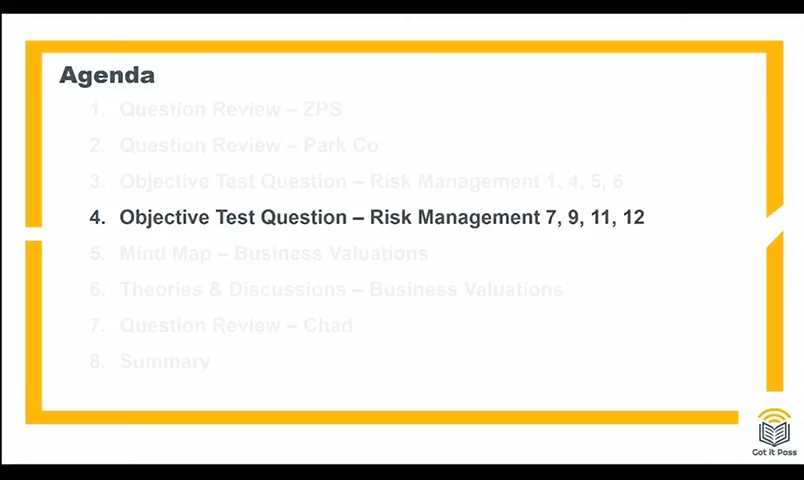 Agenda
1. Question Review – ZPS
2. Question Review – Park Co
3. Objective Test Question – Risk Management 1, 4, 5, 6
4. Objective Test Question – Risk Management 7, 9, 11, 12
5. Mind Map – Business Valuations
6. Theories & Discussions – Business Valuations
7. Question Review – Chad
8. Summary
Got it Pass